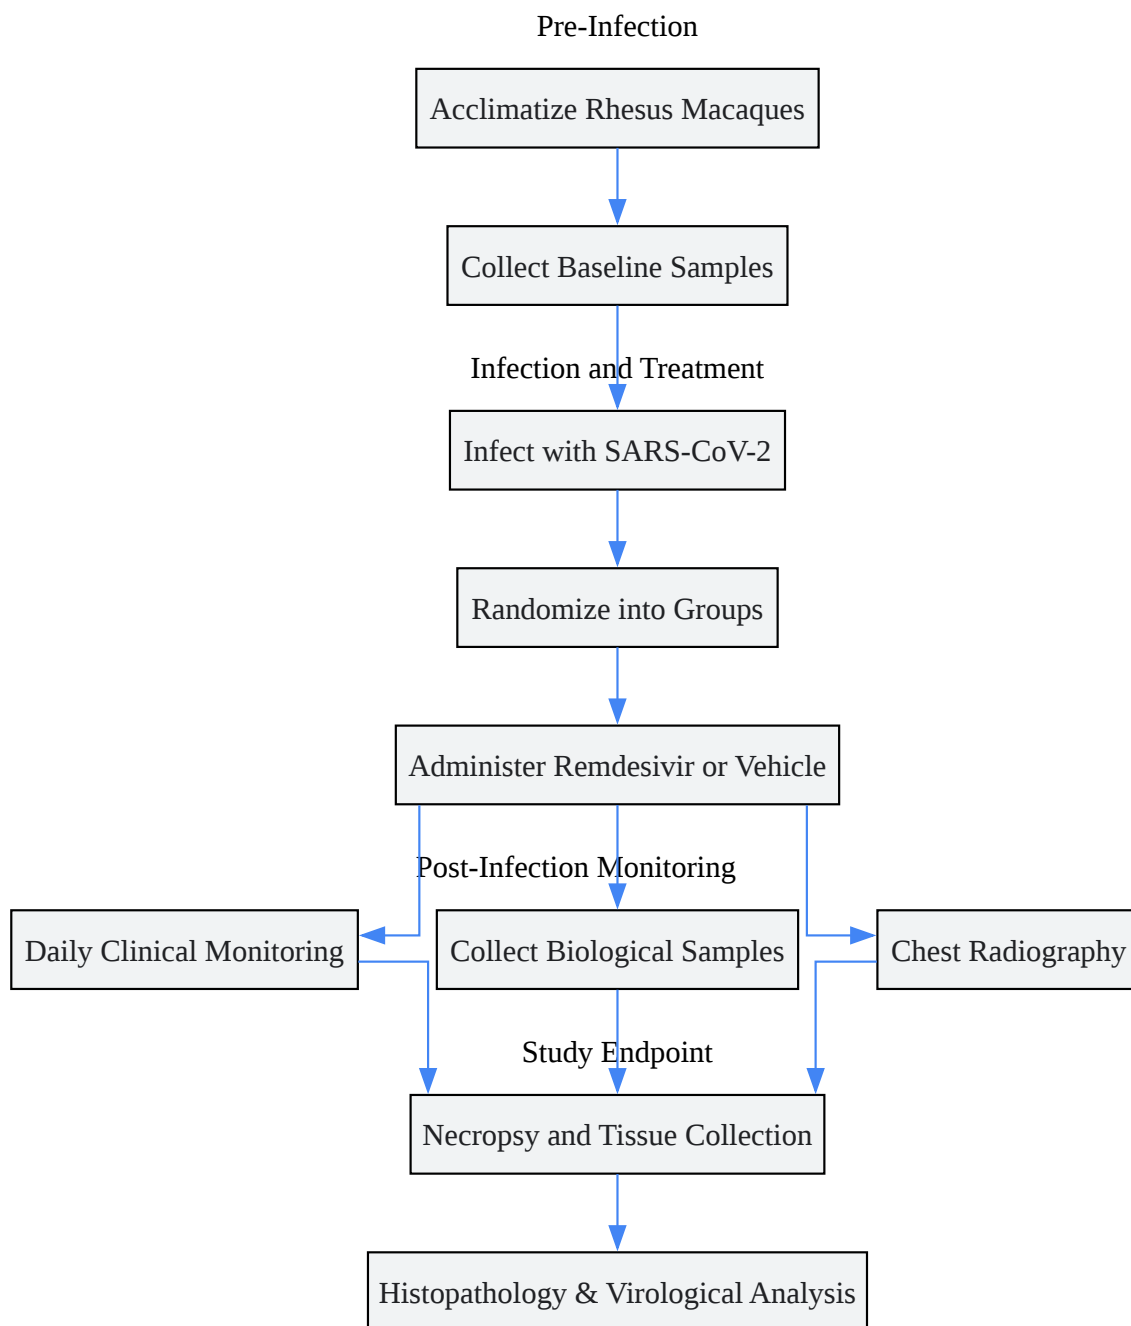 Pre-Infection
Acclimatize Rhesus Macaques
Collect Baseline Samples
Infection and Treatment
Infect with SARS-CoV-2
Randomize into Groups
Administer Remdesivir or Vehicle
Post-Infection Monitoring
Daily Clinical Monitoring
Collect Biological Samples
Chest Radiography
Study Endpoint
Necropsy and Tissue Collection
Histopathology & Virological Analysis